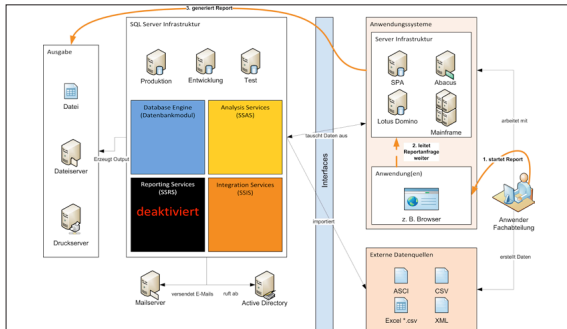 3. generiert Report
Ausgabe
Datei
Dateiserver
Druckserver
Erzeugt Output
SQL Server Infrastruktur
Produktion
Entwicklung
Test
Database Engine
(Datenbankmodul)
Analysis Services
(SSAS)
Reporting Services
(SSRS)
deaktiviert
Integration Services
(SSIS)
Mailserver
versendet E-Mails
ruft ab
Active Directory
Interfaces
tauscht Daten aus
importiert
Anwendungssysteme
Server Infrastruktur
SPA
Abacus
Lotus Domino
Mainframe
2. leitet
Reportanfrage
weiter
Anwendung(en)
z. B. Browser
arbeitet mit
1. startet Report
Anwender
Fachabteilung
erstellt Daten
Externe Datenquellen
ASCI
CSV
Excel *.csv
XML